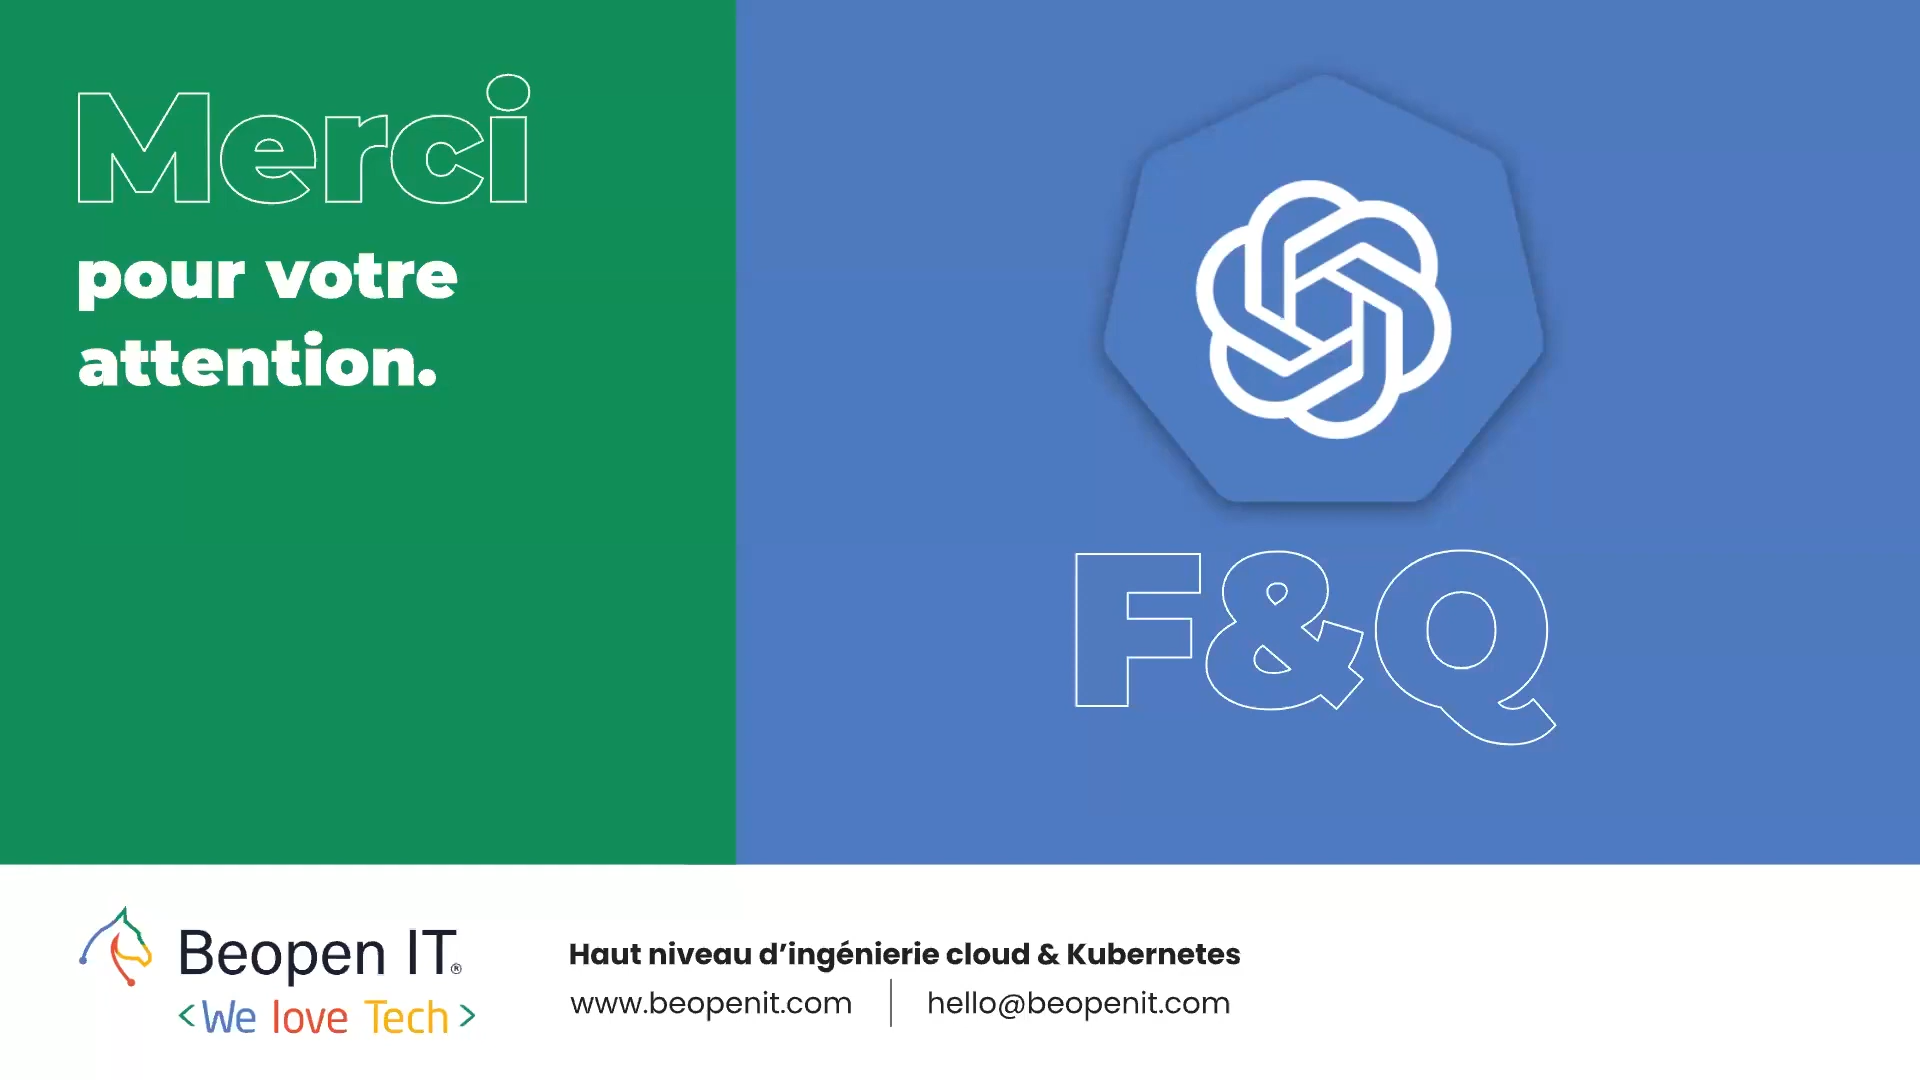 Merci
pour votre
attention.
F&Q
Beopen IT®
<We love Tech>
Haut niveau d’ingénierie cloud & Kubernetes
www.beopenit.com | hello@beopenit.com